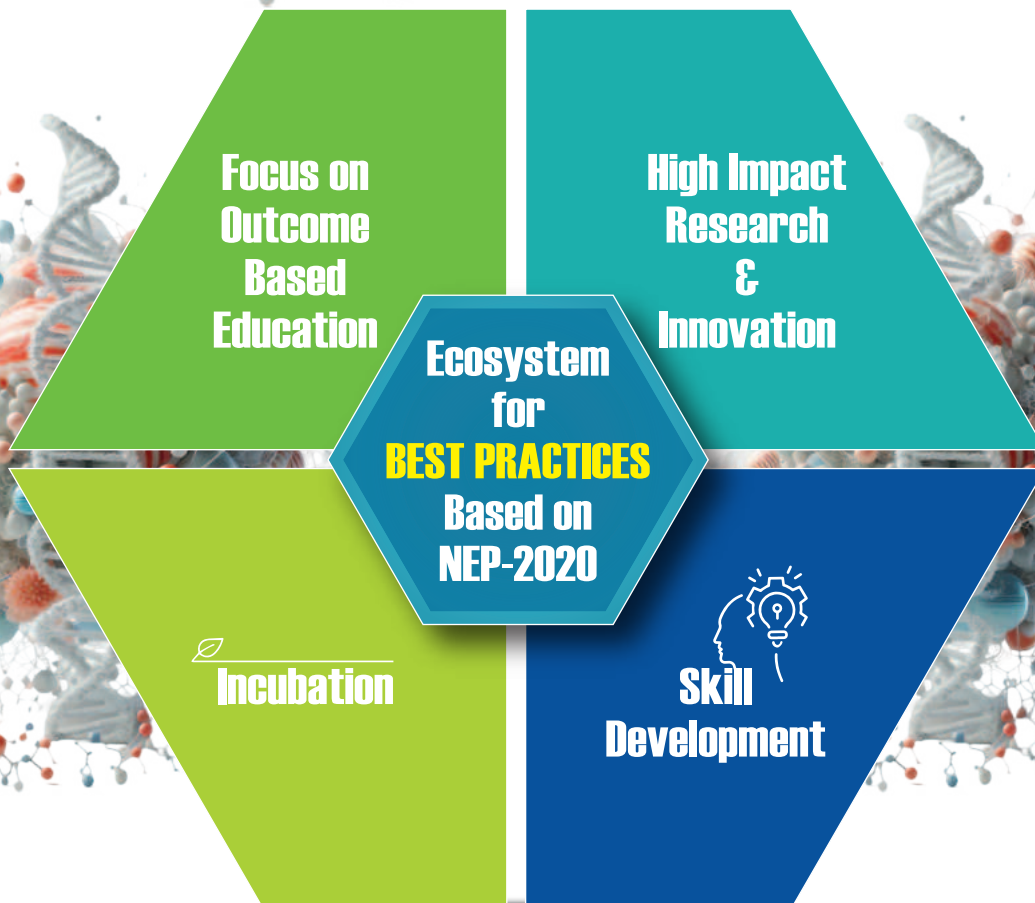 Focus on
Outcome
Based
Education
High Impact
Research
&
Innovation
Ecosystem
for
BEST PRACTICES
Based on
NEP-2020
Incubation
Skill
Development